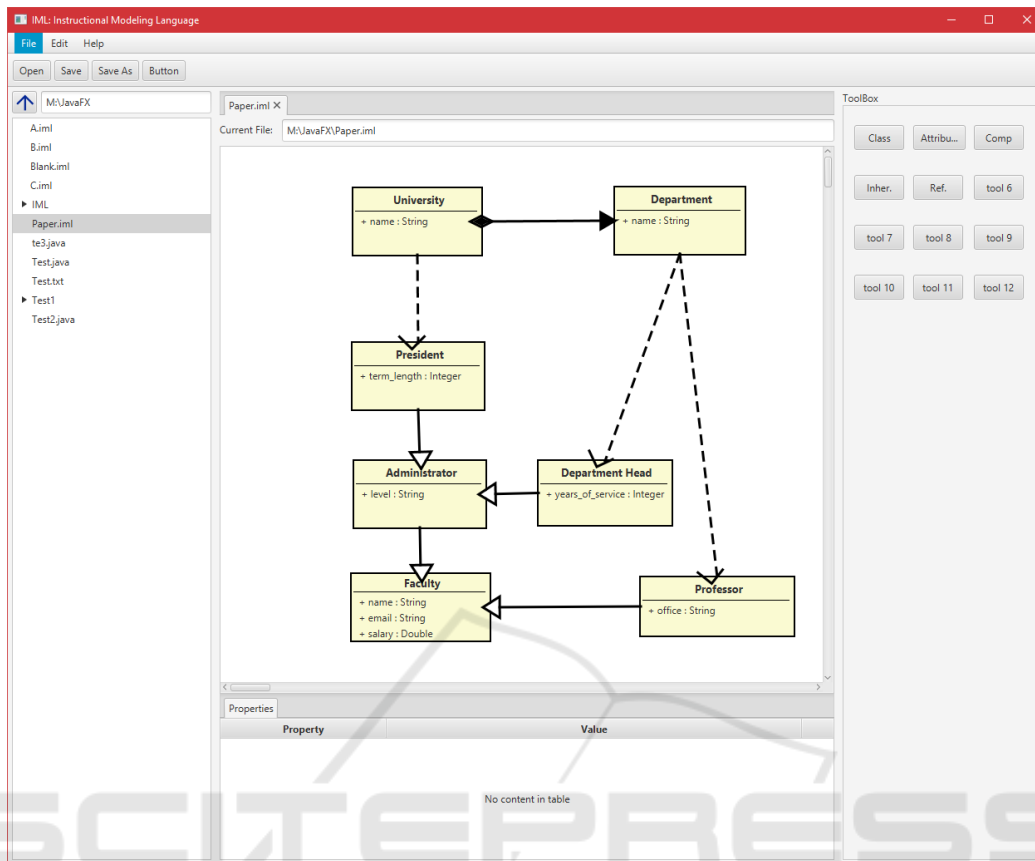 IML: Instructional Modeling Language
File Edit Help
Open Save Save As Button
M:\JavaFX
A.iml
B.iml
Blank.iml
C.iml
IML
Paper.iml
te3.java
Test.java
Test.txt
Test1
Test2.java
Paper.iml
Current File: M:\JavaFX\Paper.iml
University
+ name : String
Department
+ name : String
President
+ term_length : Integer
Administrator
+ level : String
Department Head
+ years_of_service : Integer
Faculty
+ name : String
+ email : String
+ salary : Double
Professor
+ office : String
Properties
Property Value
No content in table
ToolBox
Class Attribu... Comp
Inher. Ref. tool 6
tool 7 tool 8 tool 9
tool 10 tool 11 tool 12
SCITEPRESS